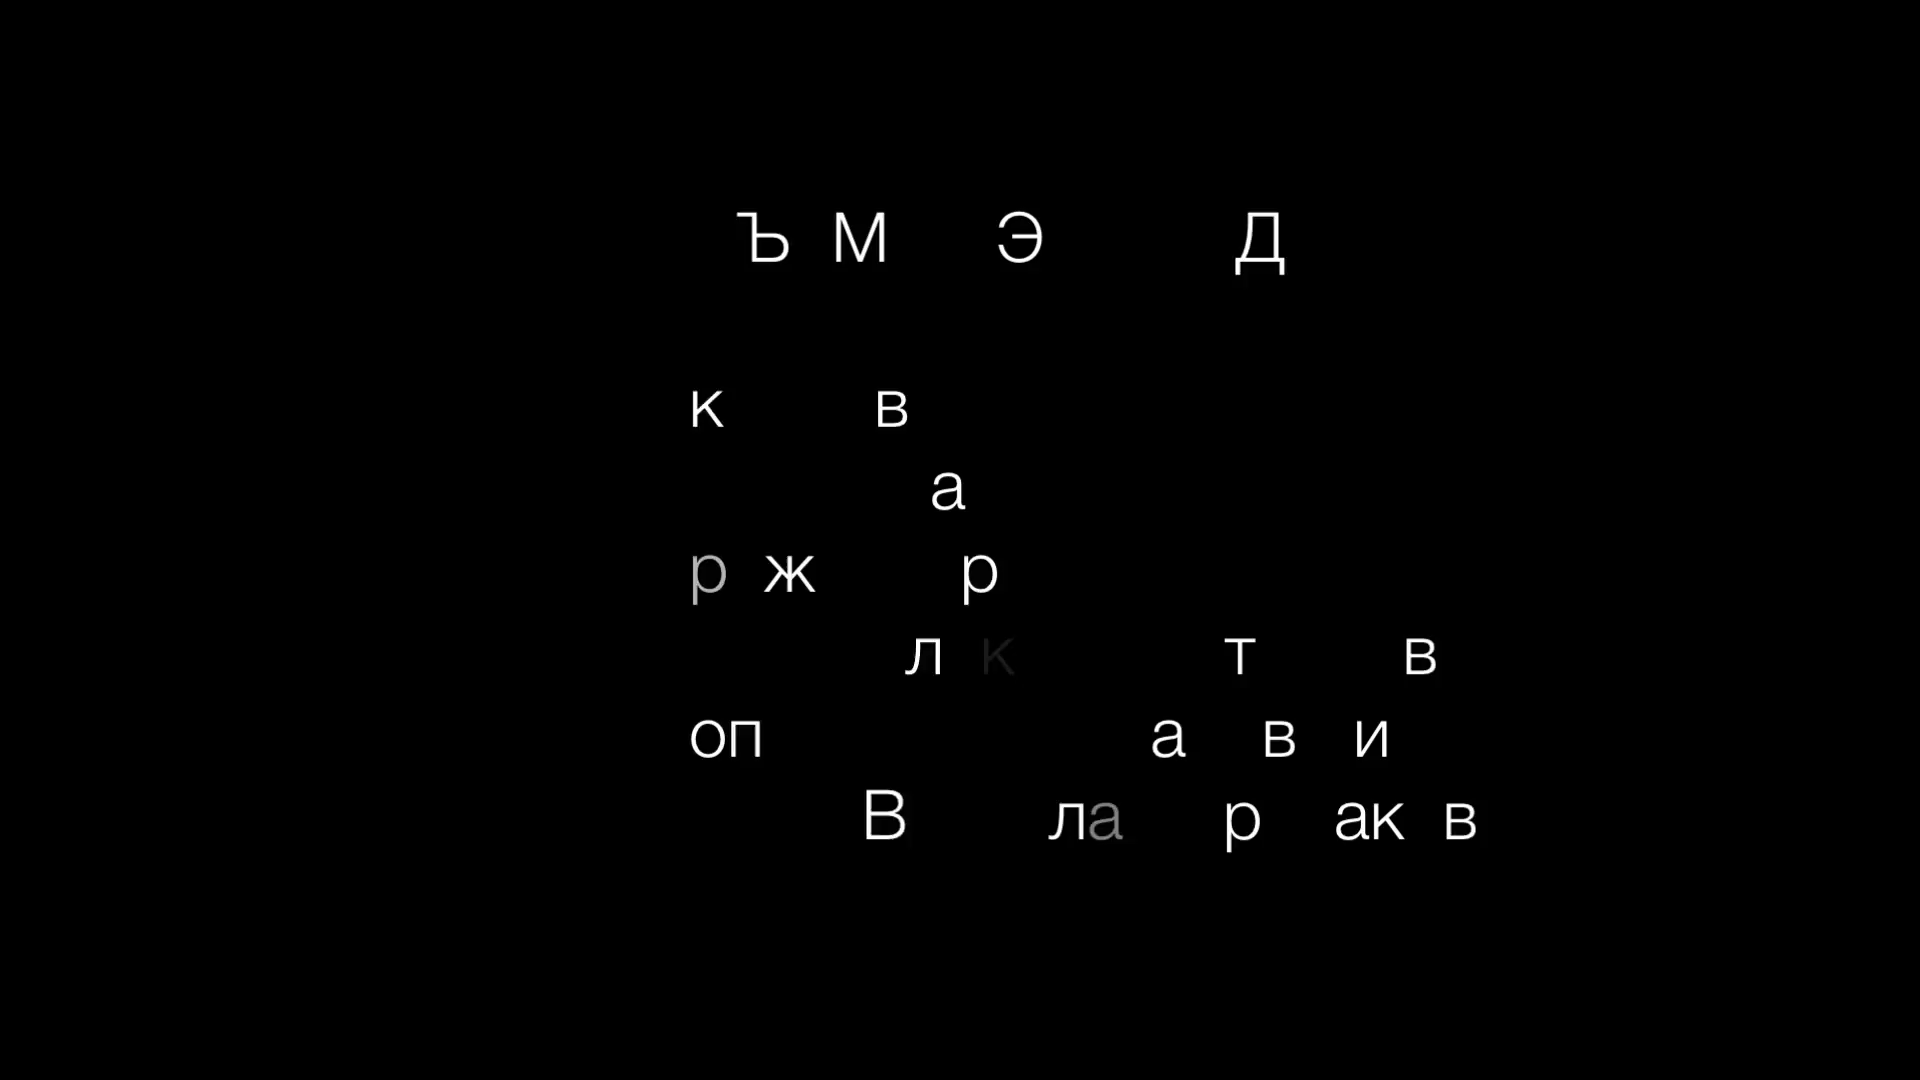 Ъ М Э Д
к в
а
р ж р
л к т в
оп а в и
В ла р ак в